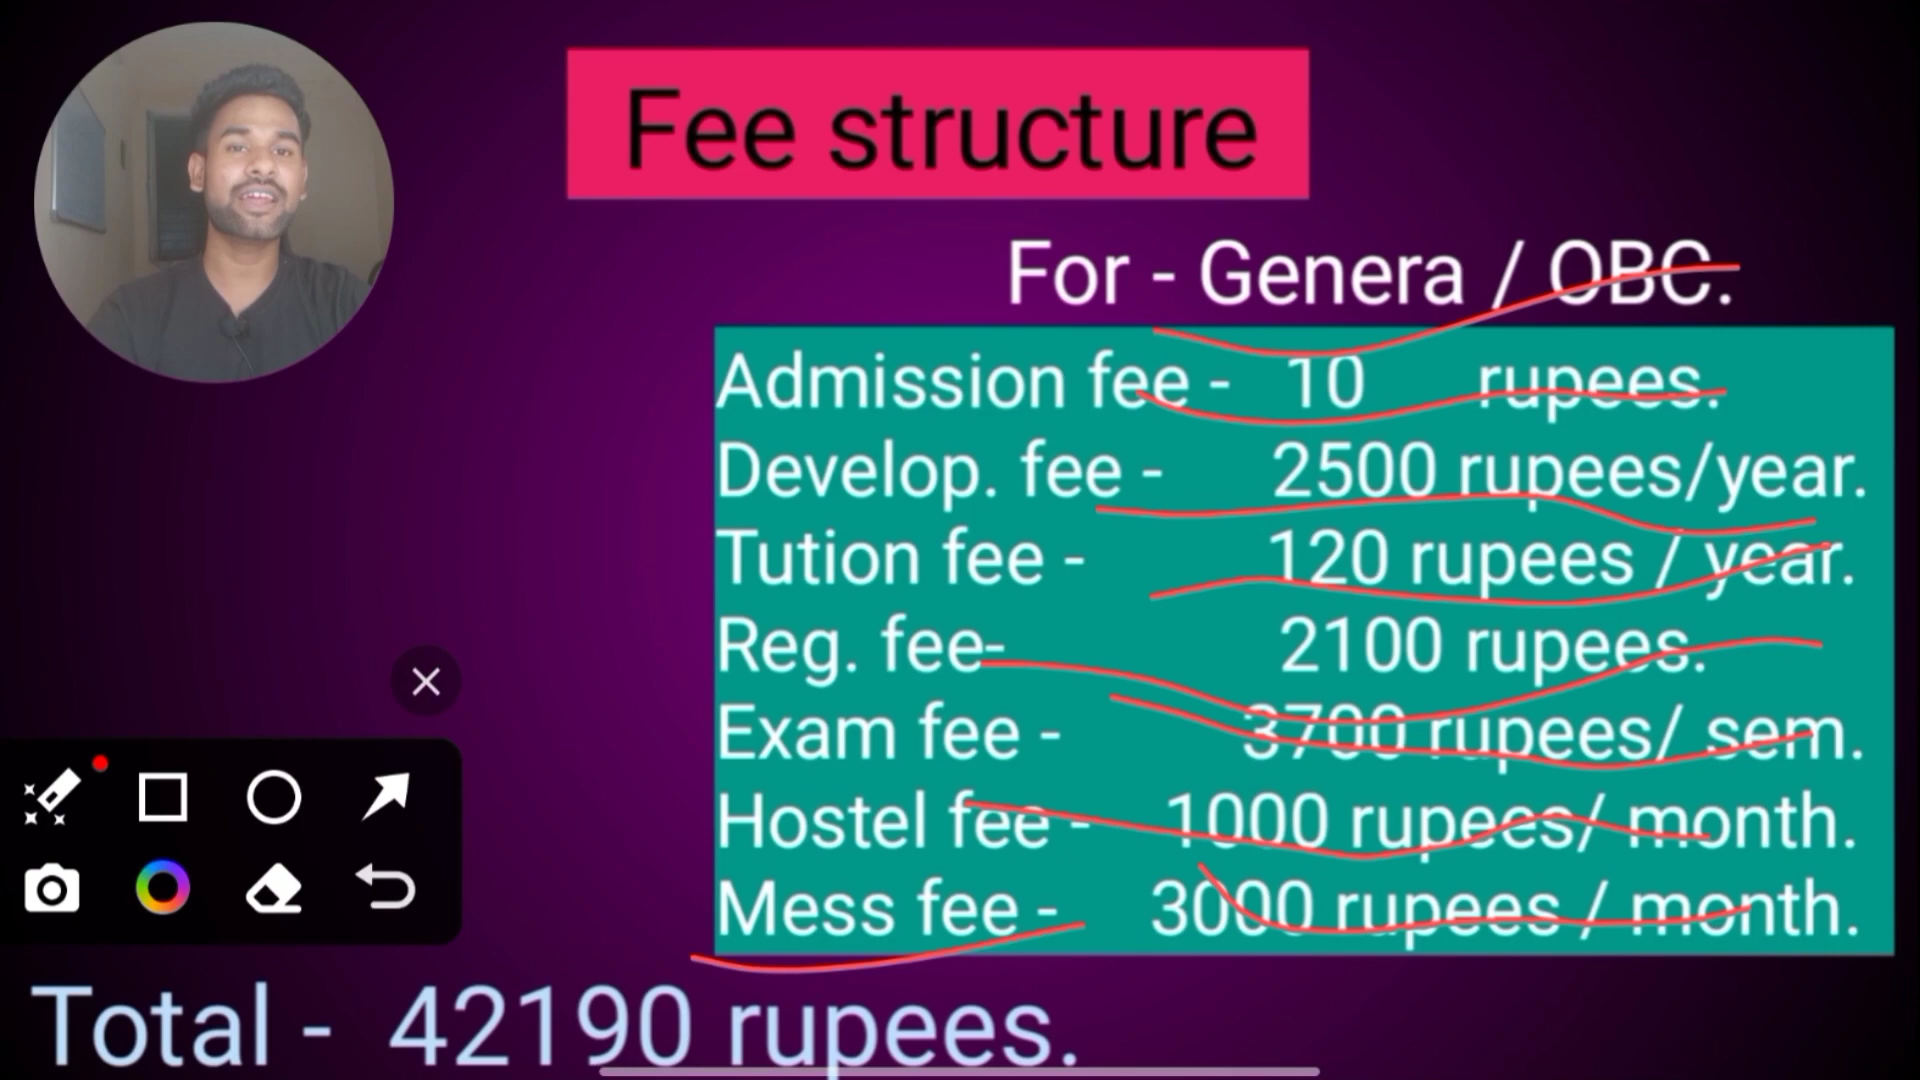 Fee structure
For - Genera / OBC.
Admission fee - 10 rupees.
Develop. fee - 2500 rupees/year.
Tution fee - 120 rupees / year.
Reg. fee- 2100 rupees.
Exam fee - 3700 rupees/ sem.
Hostel fee - 1000 rupees/ month.
Mess fee - 3000 rupees / month.
Total - 42190 rupees.